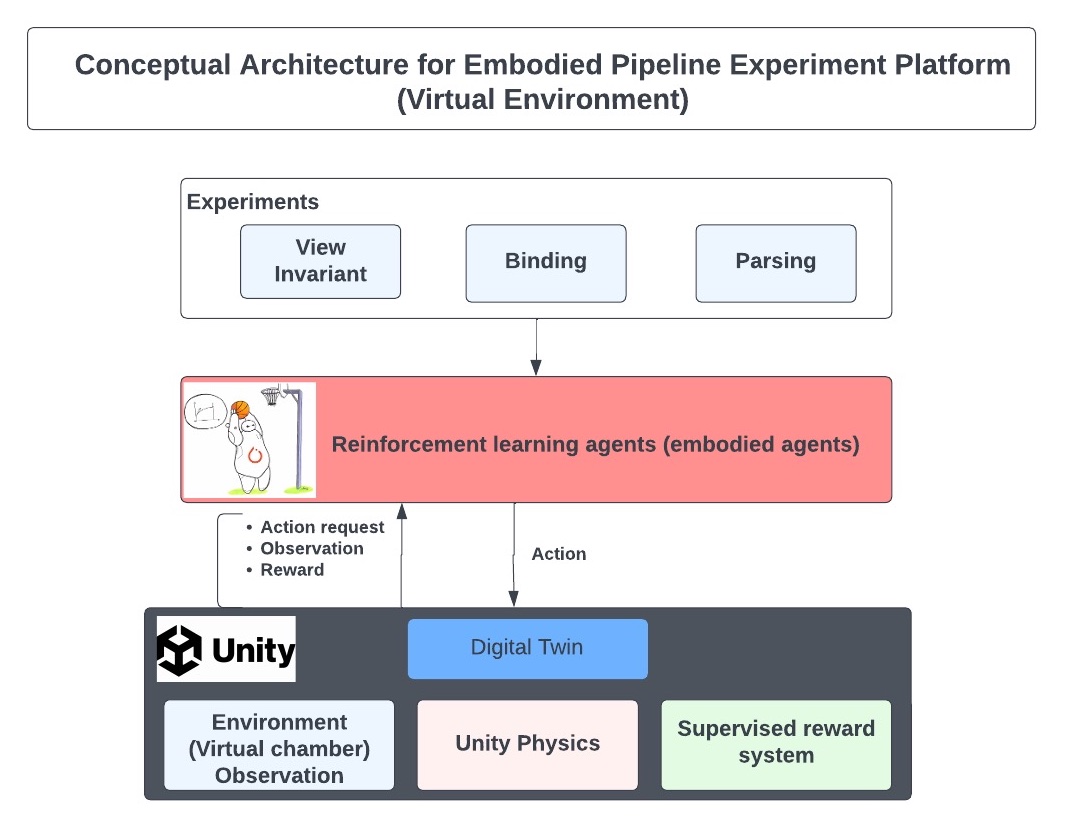 Conceptual Architecture for Embodied Pipeline Experiment Platform
(Virtual Environment)
Experiments
View
Invariant
Binding
Parsing
Reinforcement learning agents (embodied agents)
• Action request
• Observation
• Reward
Action
Unity
Digital Twin
Environment
(Virtual chamber)
Observation
Unity Physics
Supervised reward
system